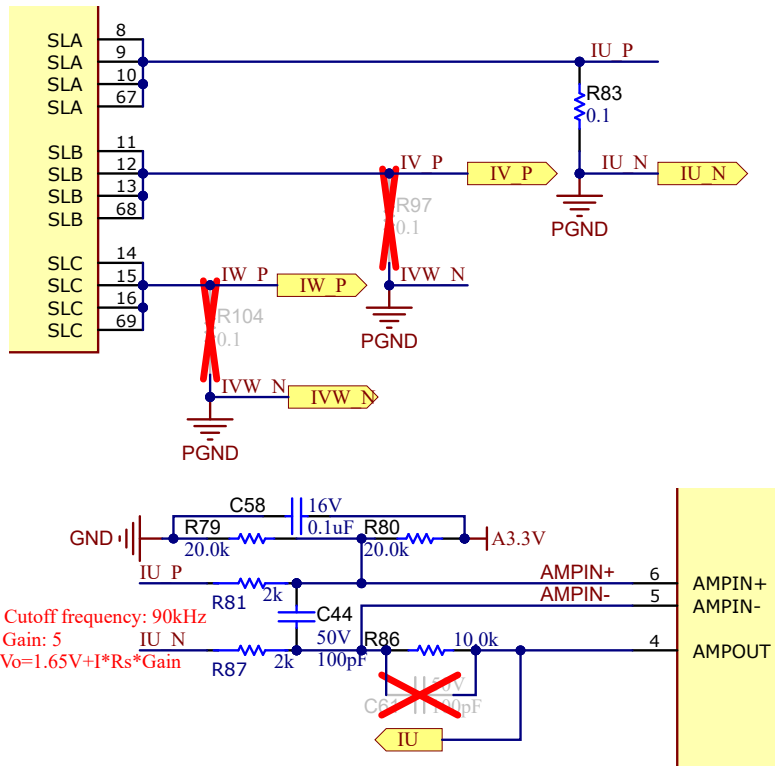 8
SLA
9
SLA
10
SLA
67
SLA
IU_P
R83
0.1
11
SLB
12
SLB
13
SLB
68
SLB
IV_P
IV_P
IU_N
IU_N
R97
0.1
PGND
14
SLC
15
SLC
16
SLC
69
SLC
IW_P
IW_P
IVW_N
R104
0.1
PGND
IVW_N
IVW_N
PGND
C58
16V
0.1uF
R79
20.0k
R80
20.0k
GND
A3.3V
IU_P
R81
2k
AMPIN+
6
AMPIN+
AMPIN-
5
AMPIN-
Cutoff frequency: 90kHz
Gain: 5
Vo=1.65V+I*Rs*Gain
C44
50V
100pF
IU_N
R87
2k
R86
10.0k
4
AMPOUT
C61
50V
100pF
IU